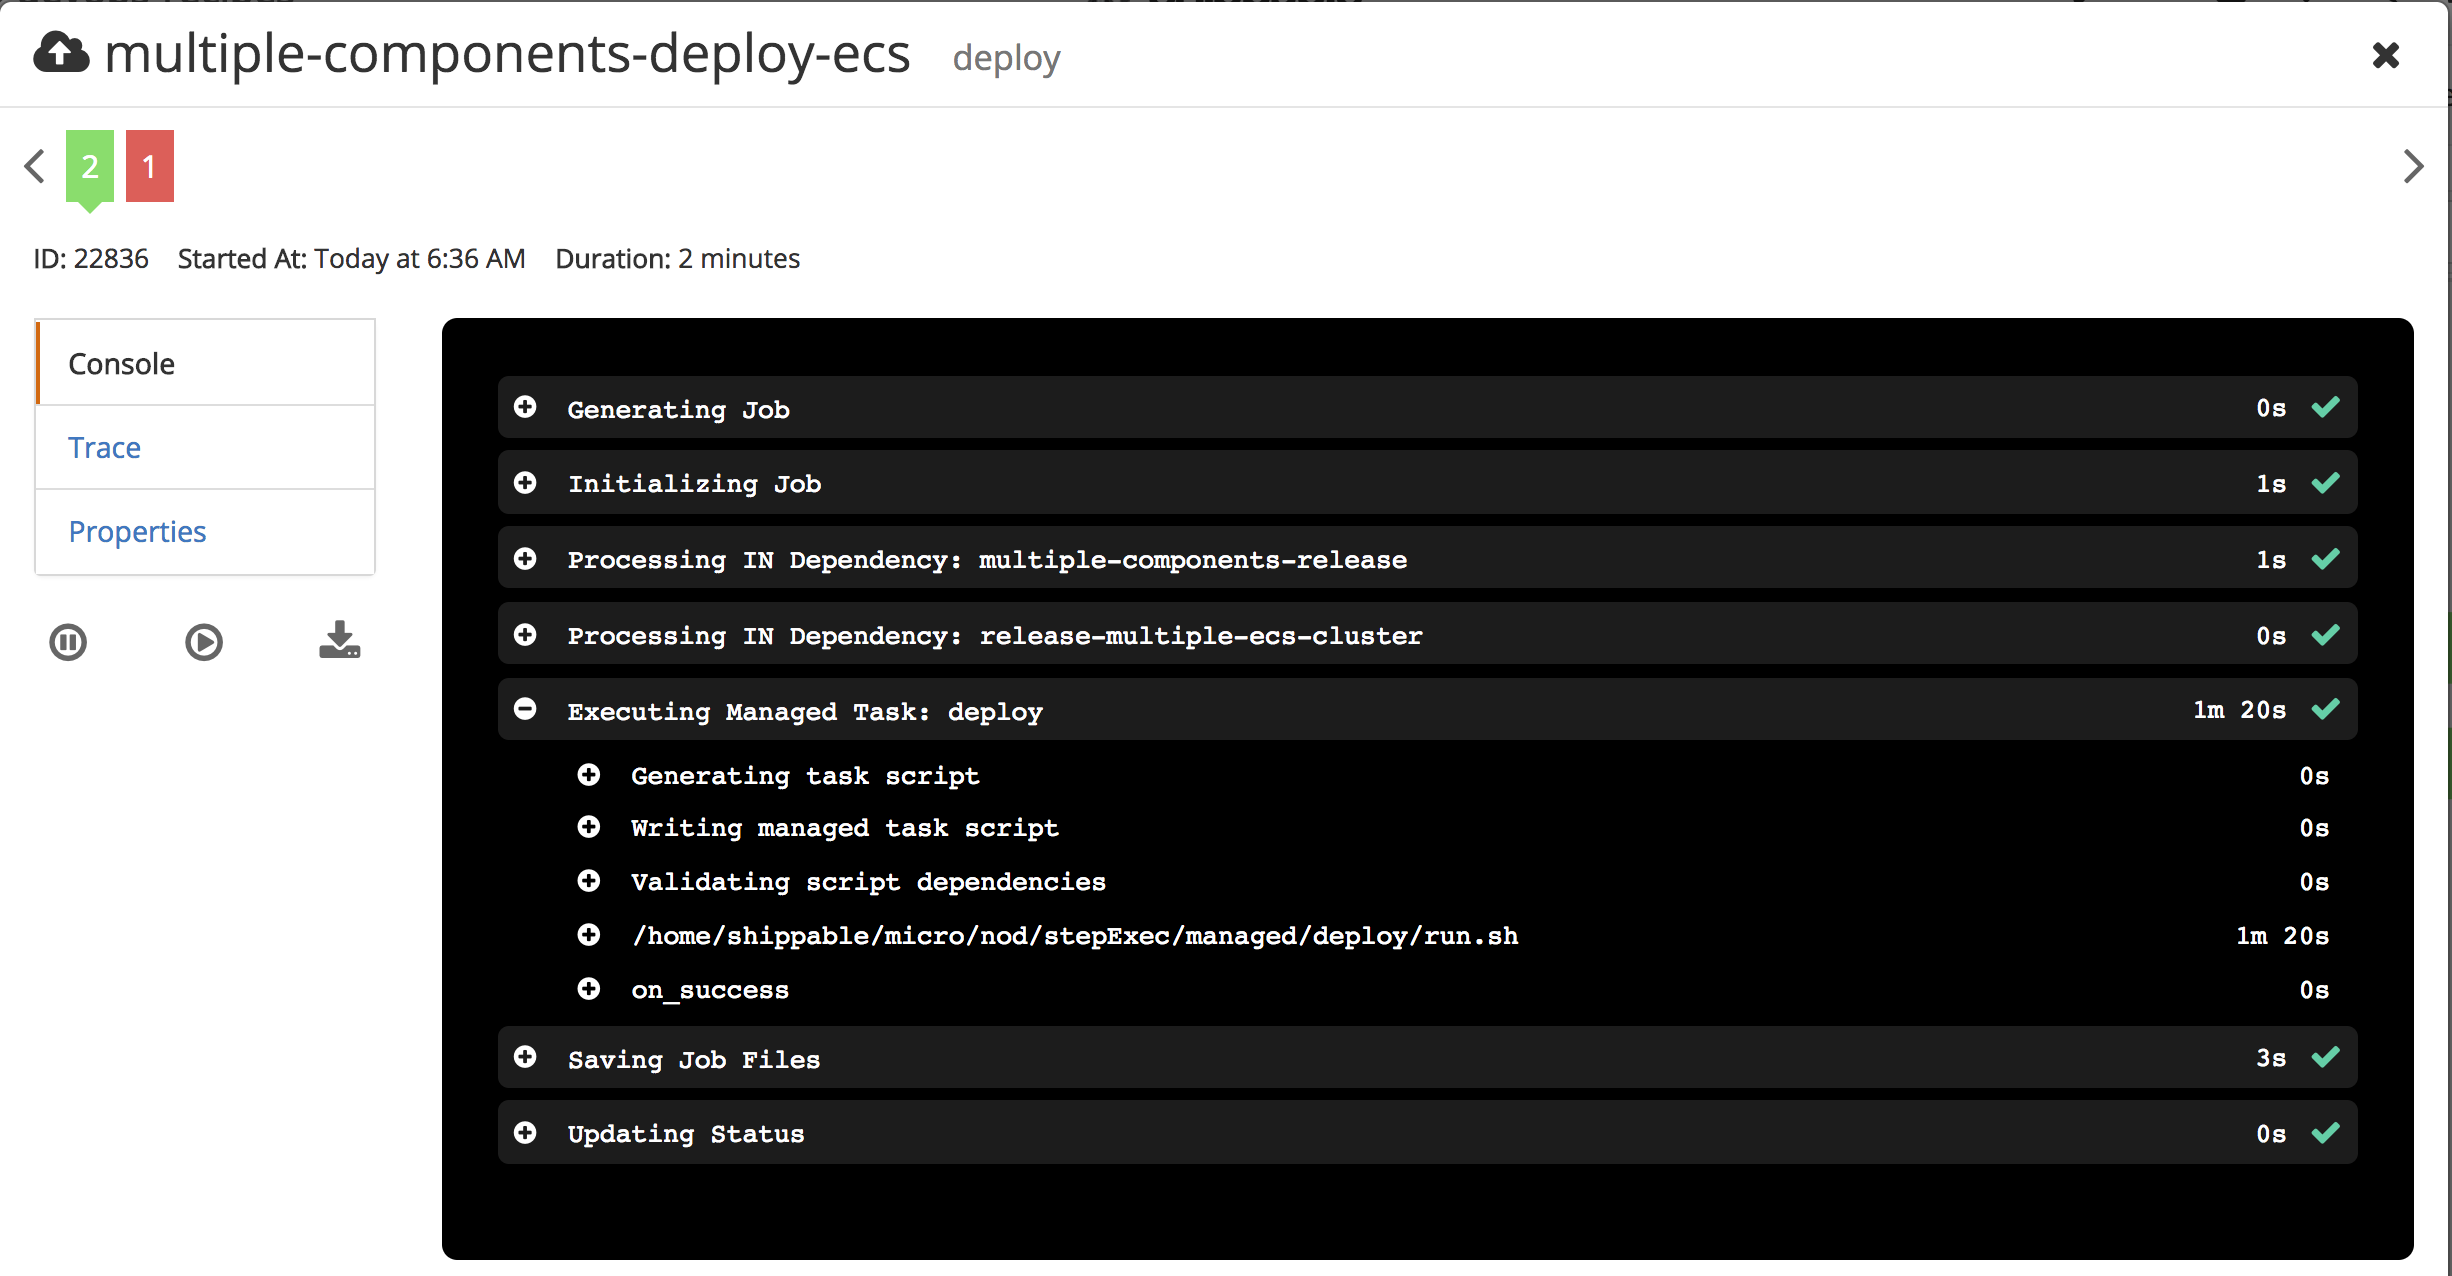 multiple-components-deploy-ecs deploy
2 1
ID: 22836 Started At: Today at 6:36 AM Duration: 2 minutes
Console
Trace
Properties
Generating Job 0s
Initializing Job 1s
Processing IN Dependency: multiple-components-release 1s
Processing IN Dependency: release-multiple-ecs-cluster 0s
Executing Managed Task: deploy 1m 20s
Generating task script 0s
Writing managed task script 0s
Validating script dependencies 0s
/home/shippable/micro/nod/stepExec/managed/deploy/run.sh 1m 20s
on_success 0s
Saving Job Files 3s
Updating Status 0s